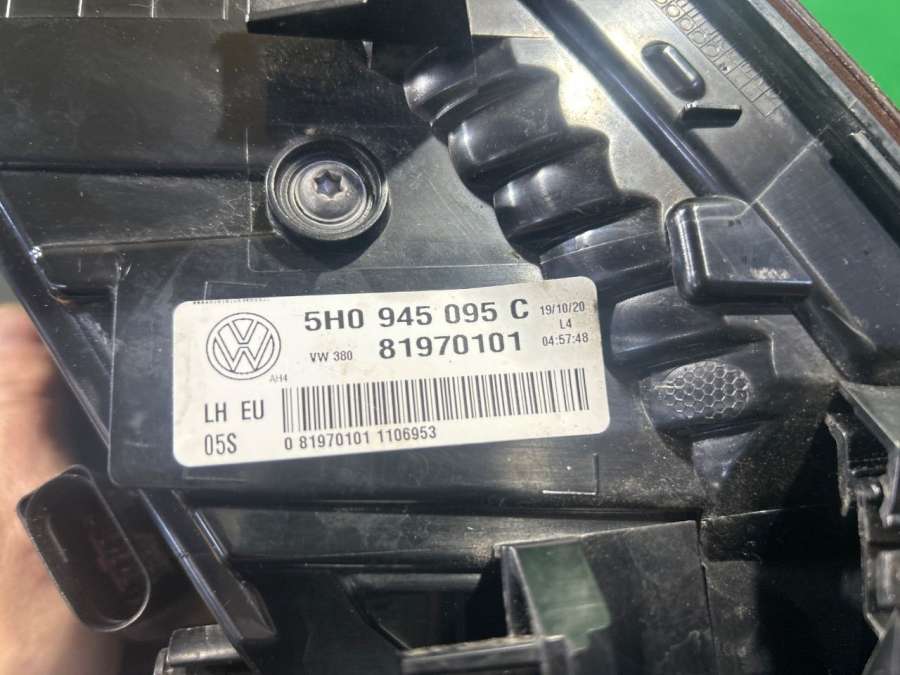 5H0 945 095 C 19/10/20
L4
VW 380 81970101 04:57:48
AH4
LH EU
05S
0 81970101 1106953